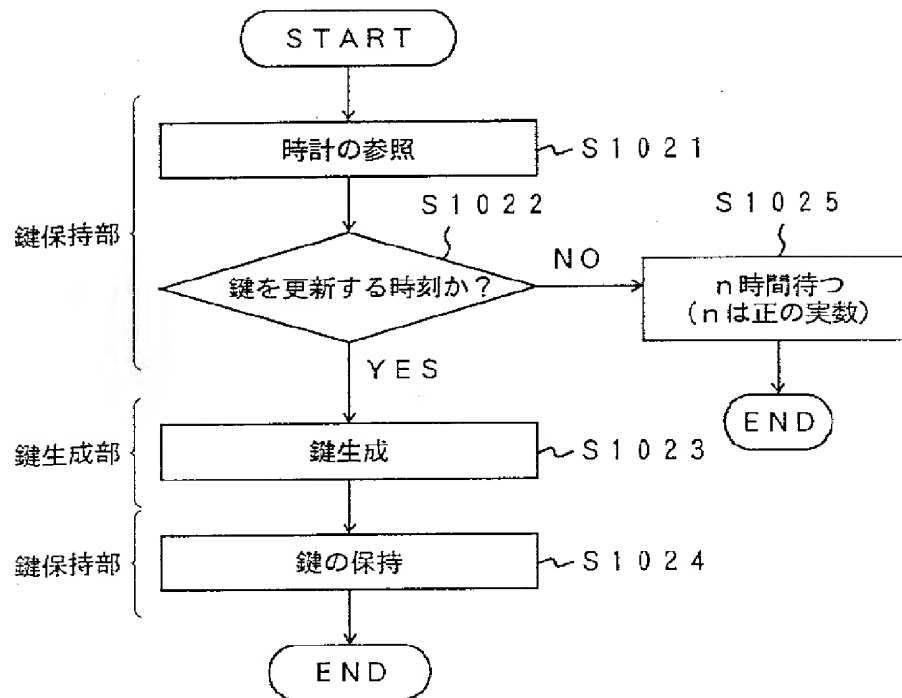 START
時計の参照
S1021
鍵保持部
S1022
鍵を更新する時刻か？
NO
S1025
n時間待つ
(nは正の実数)
YES
END
鍵生成部
鍵生成
S1023
鍵保持部
鍵の保持
S1024
END